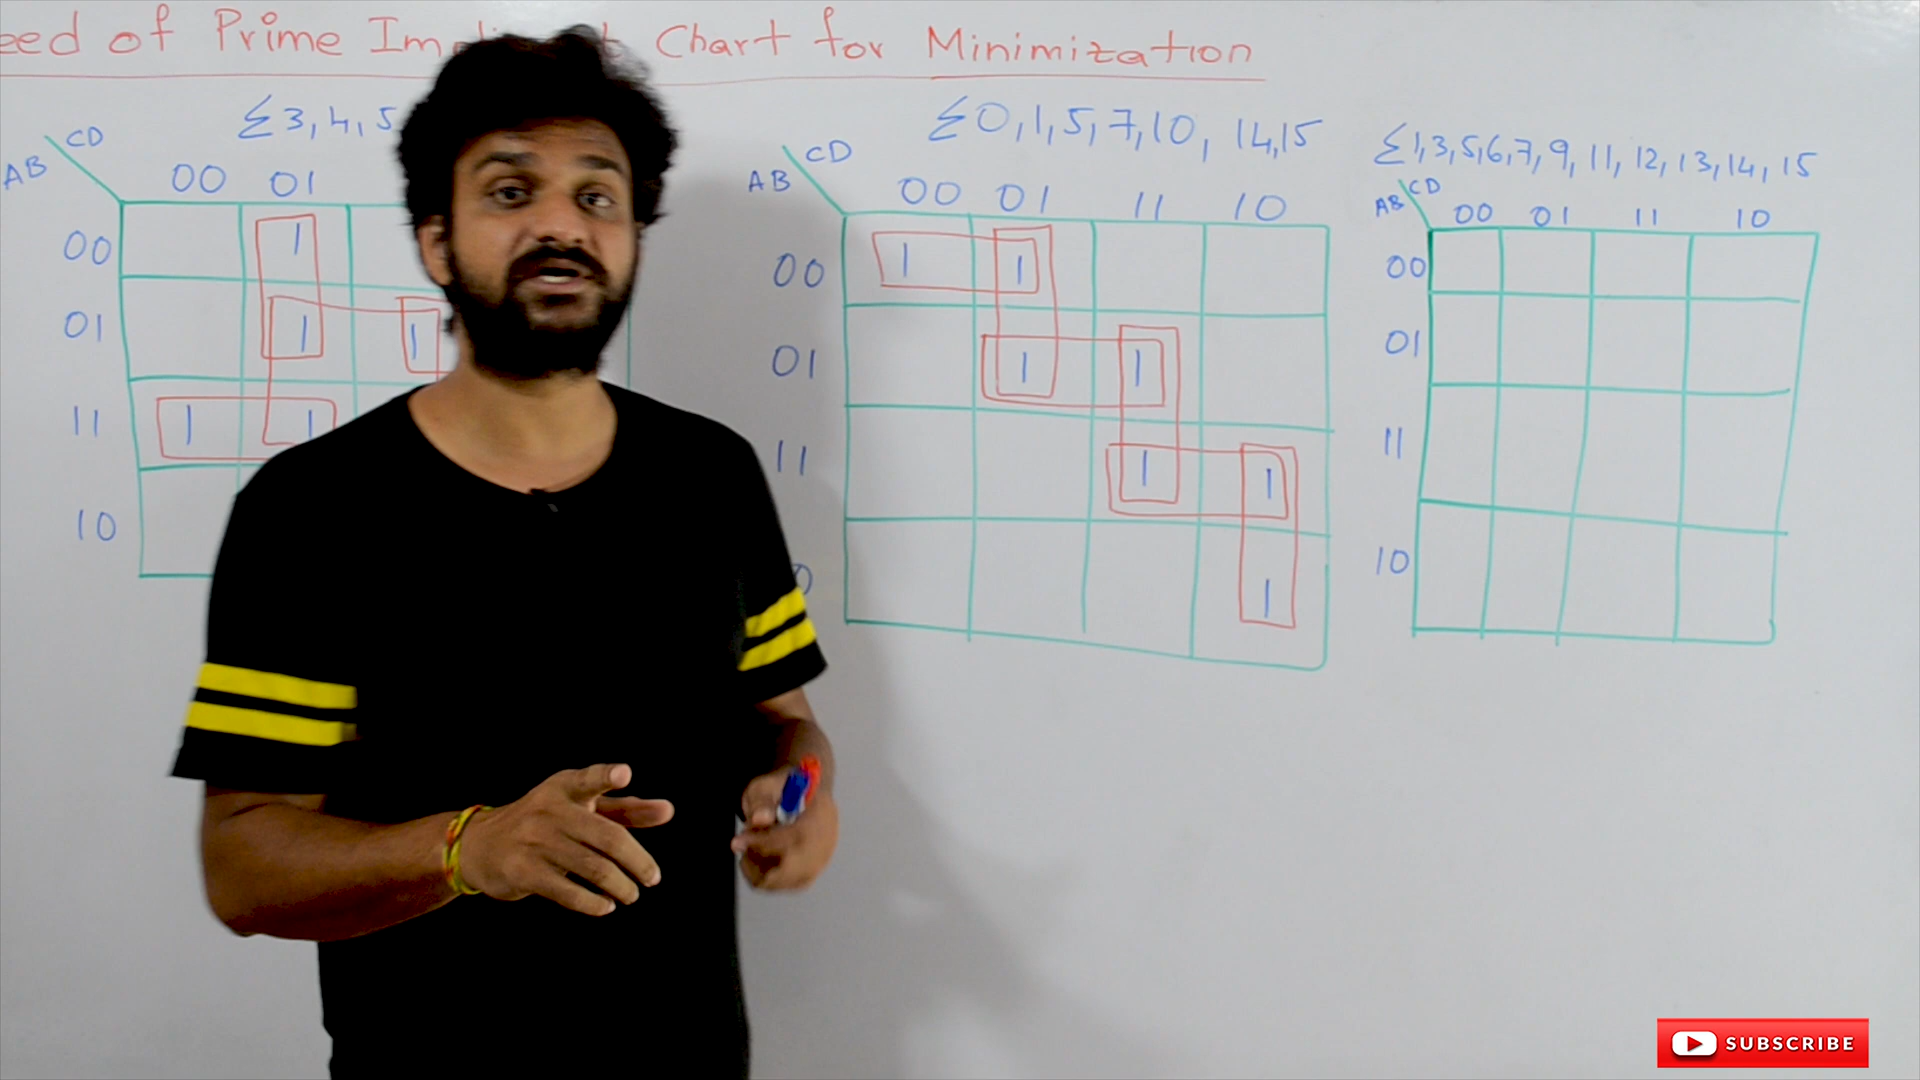 eed of Prime Chart for Minimization
Σ3,4,5
CD
AB
00 01
00 1
01 1 1
11 1 1
10
Σ0,1,5,7,10, 14,15
CD
AB
00 01 11 10
00 1 1
01 1 1
11 1 1
0 1
Σ1,3,5,6,7,9,11,12,13,14,15
CD
AB
00 01 11 10
00
01
11
10
SUBSCRIBE